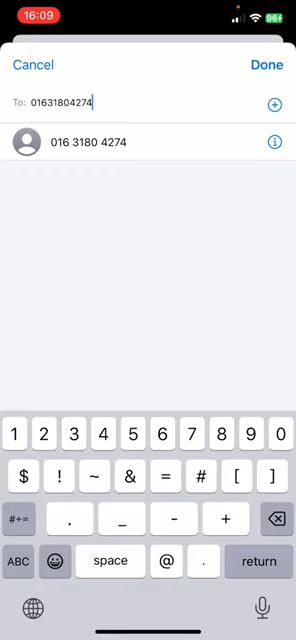 16:09
96
Cancel
Done
To: 01631804274
016 3180 4274
1 2 3 4 5 6 7 8 9 0
$ ! ~ & = # [ ]
#+= . _ - +
ABC space @ . return